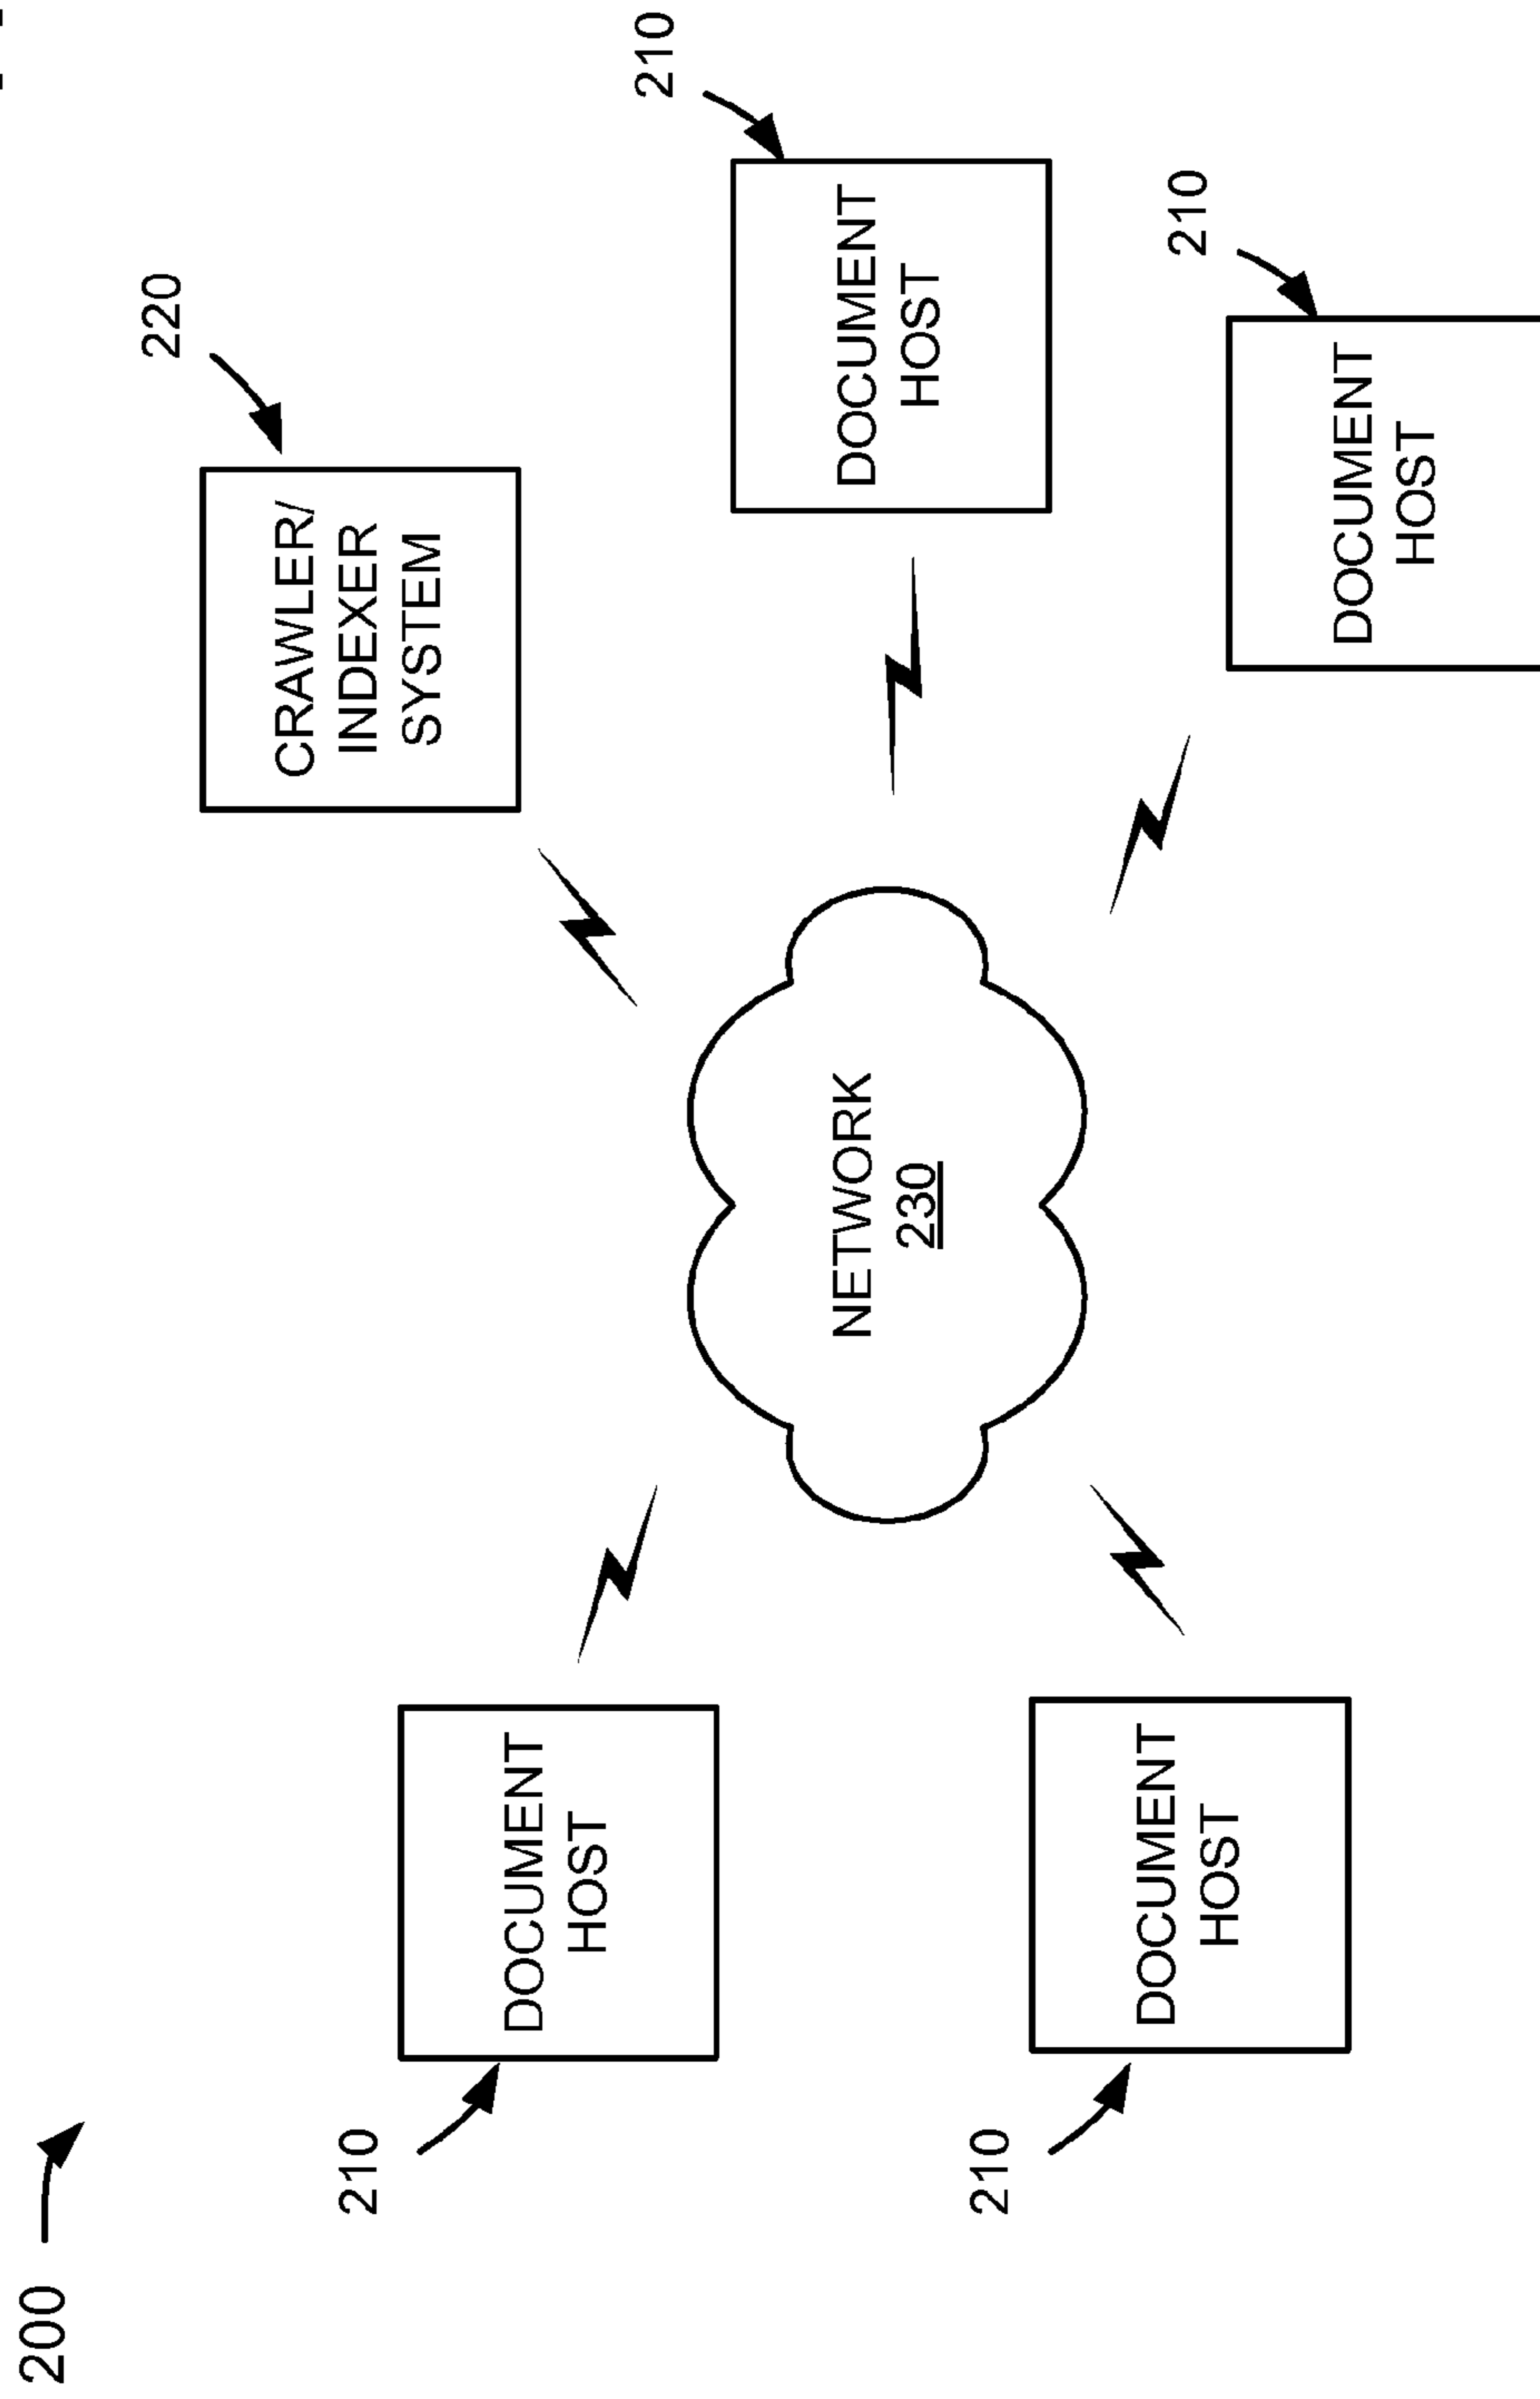 200
220
CRAWLER/
INDEXER
SYSTEM
210
DOCUMENT
HOST
210
DOCUMENT
HOST
NETWORK
230
210
DOCUMENT
HOST
210
DOCUMENT
HOST